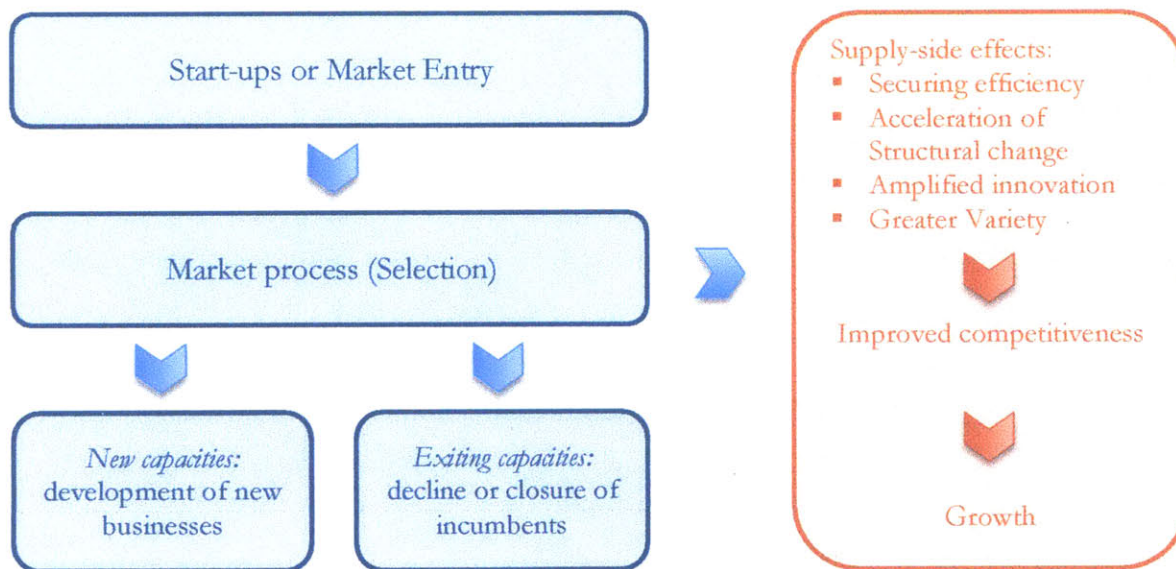 Start-ups or Market Entry
Market process (Selection)
New capacities:
development of new
businesses
Exiting capacities:
decline or closure of
incumbents
Supply-side effects:
▪ Securing efficiency
▪ Acceleration of
Structural change
▪ Amplified innovation
▪ Greater Variety
Improved competitiveness
Growth